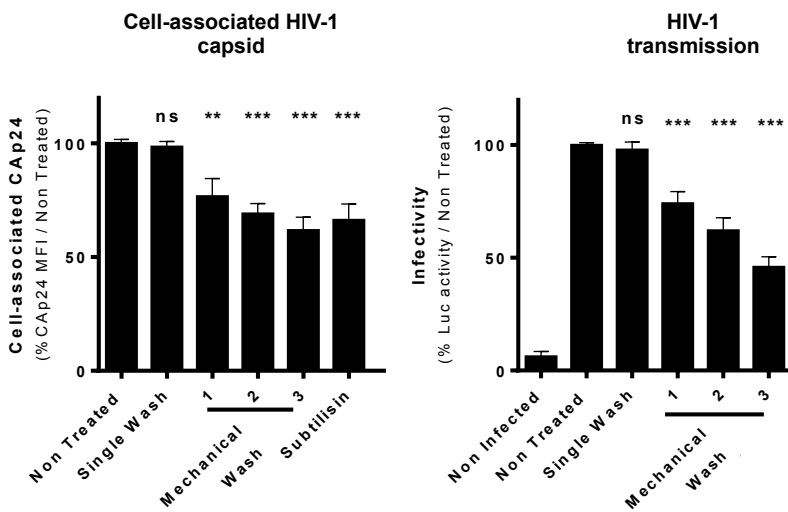 Cell-associated HIV-1
capsid
Cell-associated CAp24
(% CAp24 MFI / Non Treated)
100
50
0
ns
**
***
***
***
Non Treated
Single Wash
1
2
3
Mechanical
Wash
Subtilisin
HIV-1
transmission
Infectivity
(% Luc activity / Non Treated)
100
50
0
ns
***
***
***
Non Infected
Non Treated
Single Wash
1
2
3
Mechanical
Wash